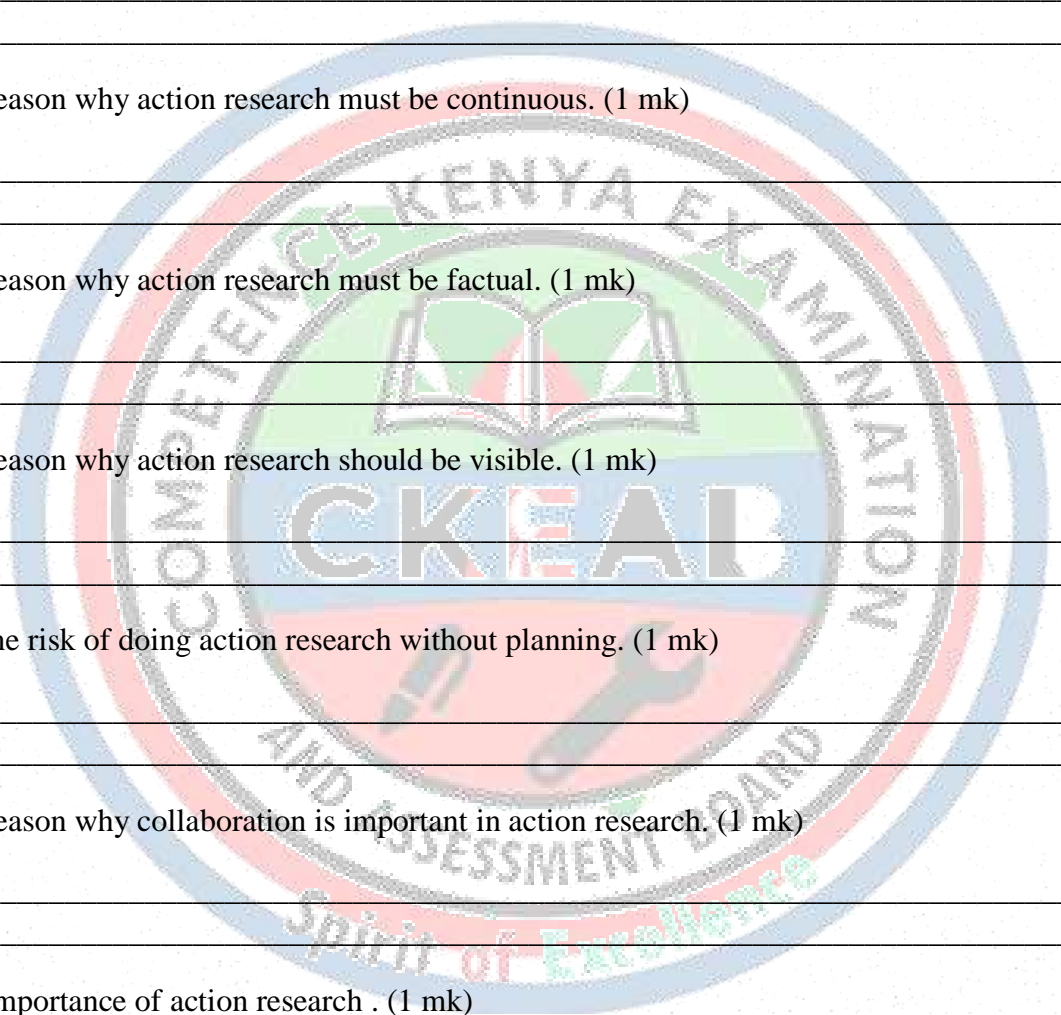 eason why action research must be continuous. (1 mk)
eason why action research must be factual. (1 mk)
eason why action research should be visible. (1 mk)
he risk of doing action research without planning. (1 mk)
eason why collaboration is important in action research. (1 mk)
mportance of action research . (1 mk)
COMPETENCE KENYA EXAMINATION
CKEAB
AND ASSESSMENT BOARD
Spirit of Excellence